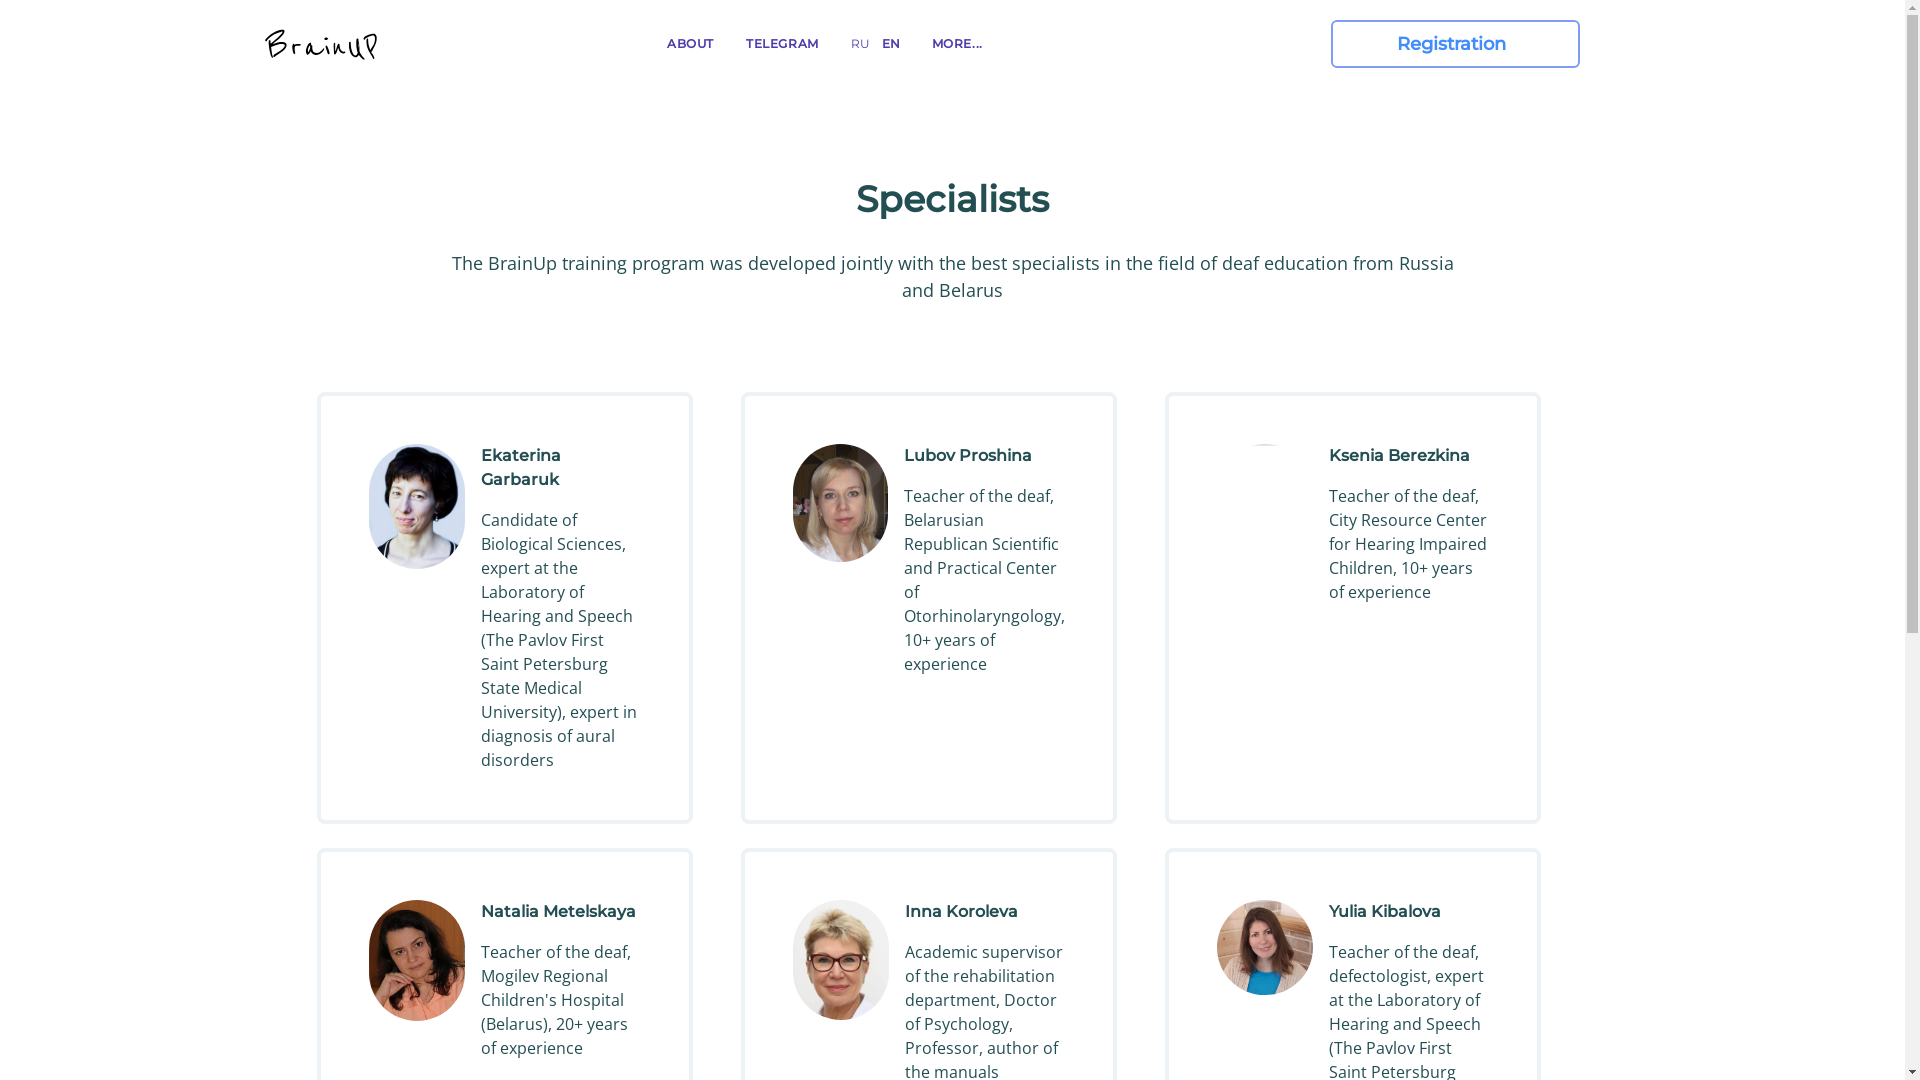 BrainUP
ABOUT
TELEGRAM
RU
EN
MORE...
Registration
Specialists
The BrainUp training program was developed jointly with the best specialists in the field of deaf education from Russia
and Belarus
Ekaterina
Garbaruk
Candidate of
Biological Sciences,
expert at the
Laboratory of
Hearing and Speech
(The Pavlov First
Saint Petersburg
State Medical
University), expert in
diagnosis of aural
disorders
Lubov Proshina
Teacher of the deaf,
Belarusian
Republican Scientific
and Practical Center
of
Otorhinolaryngology,
10+ years of
experience
Ksenia Berezkina
Teacher of the deaf,
City Resource Center
for Hearing Impaired
Children, 10+ years
of experience
Natalia Metelskaya
Teacher of the deaf,
Mogilev Regional
Children's Hospital
(Belarus), 20+ years
of experience
Inna Koroleva
Academic supervisor
of the rehabilitation
department, Doctor
of Psychology,
Professor, author of
the manuals
Yulia Kibalova
Teacher of the deaf,
defectologist, expert
at the Laboratory of
Hearing and Speech
(The Pavlov First
Saint Petersburg